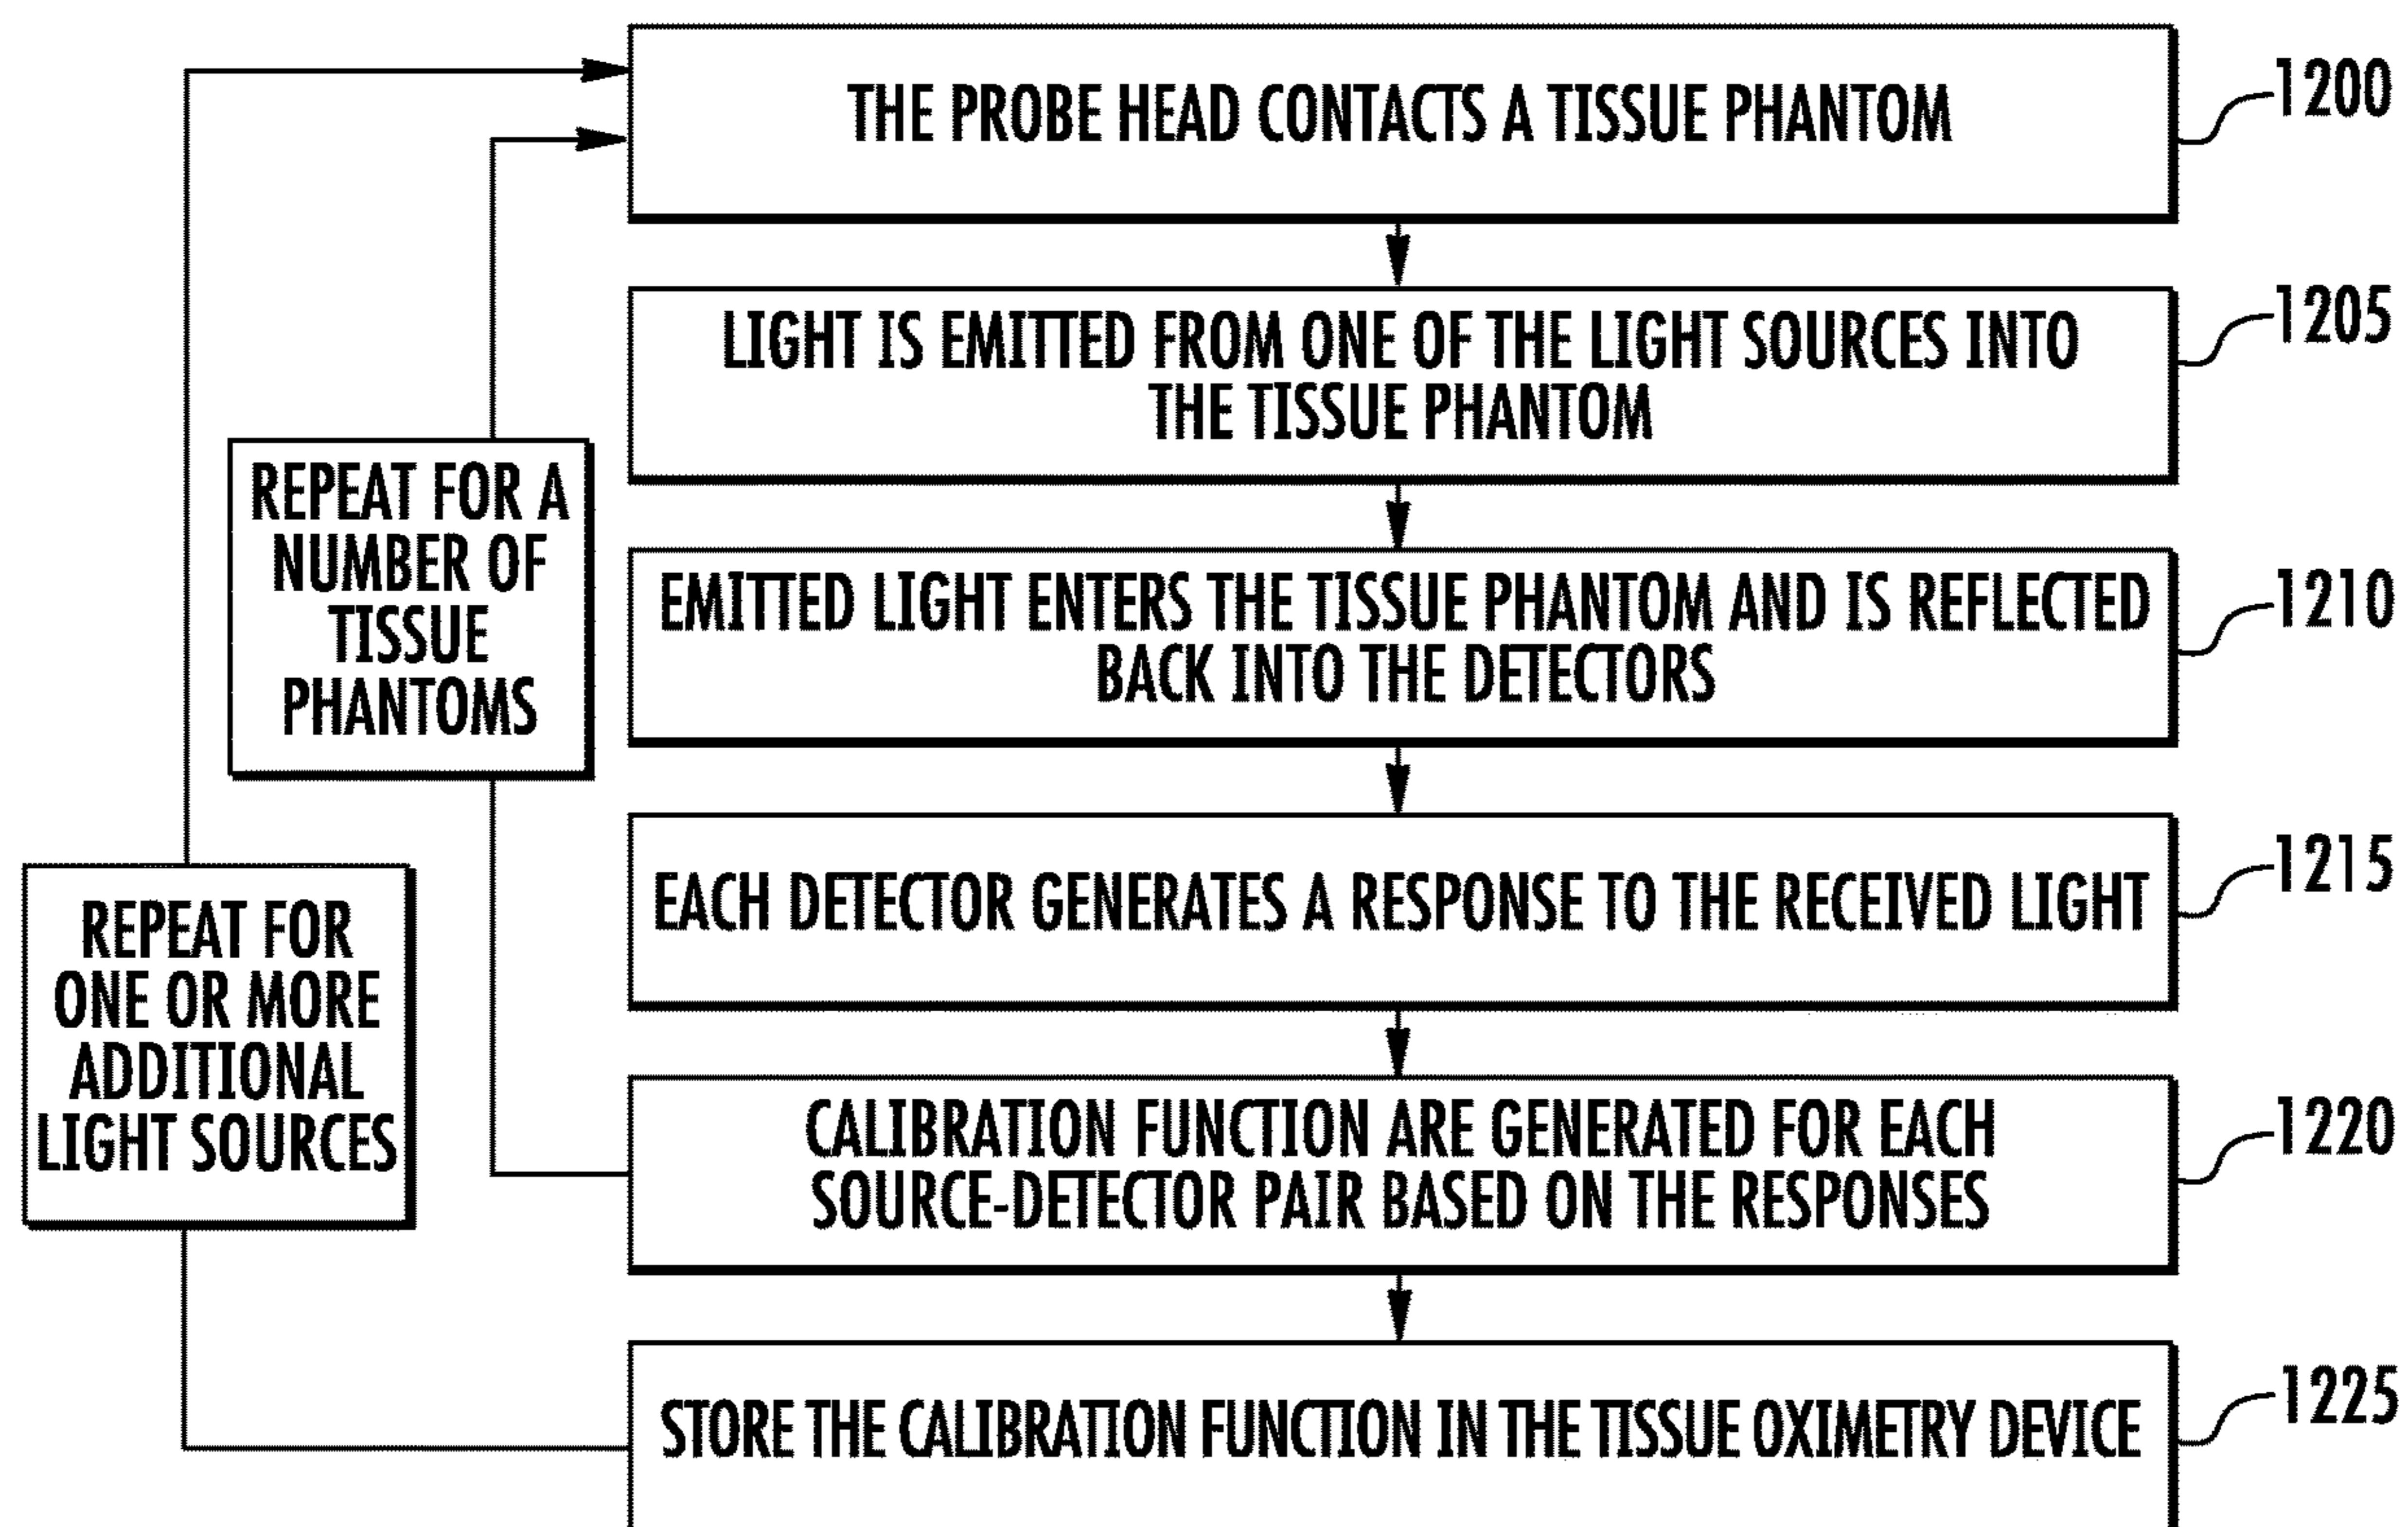 THE PROBE HEAD CONTACTS A TISSUE PHANTOM
1200
LIGHT IS EMITTED FROM ONE OF THE LIGHT SOURCES INTO
THE TISSUE PHANTOM
1205
EMITTED LIGHT ENTERS THE TISSUE PHANTOM AND IS REFLECTED
BACK INTO THE DETECTORS
1210
EACH DETECTOR GENERATES A RESPONSE TO THE RECEIVED LIGHT
1215
CALIBRATION FUNCTION ARE GENERATED FOR EACH
SOURCE-DETECTOR PAIR BASED ON THE RESPONSES
1220
STORE THE CALIBRATION FUNCTION IN THE TISSUE OXIMETRY DEVICE
1225
REPEAT FOR A
NUMBER OF
TISSUE
PHANTOMS
REPEAT FOR
ONE OR MORE
ADDITIONAL
LIGHT SOURCES